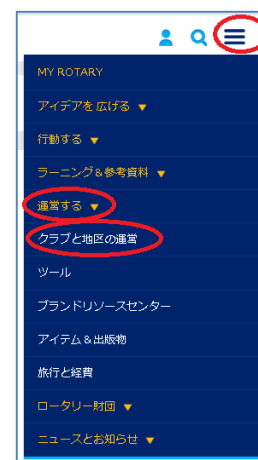 MY ROTARY
アイデアを広げる ▼
行動する ▼
ラーニング＆参考資料 ▼
運営する ▼
クラブと地区の運営
ツール
ブランドリソースセンター
アイテム＆出版物
旅行と経費
ロータリー財団 ▼
ニュースとお知らせ ▼